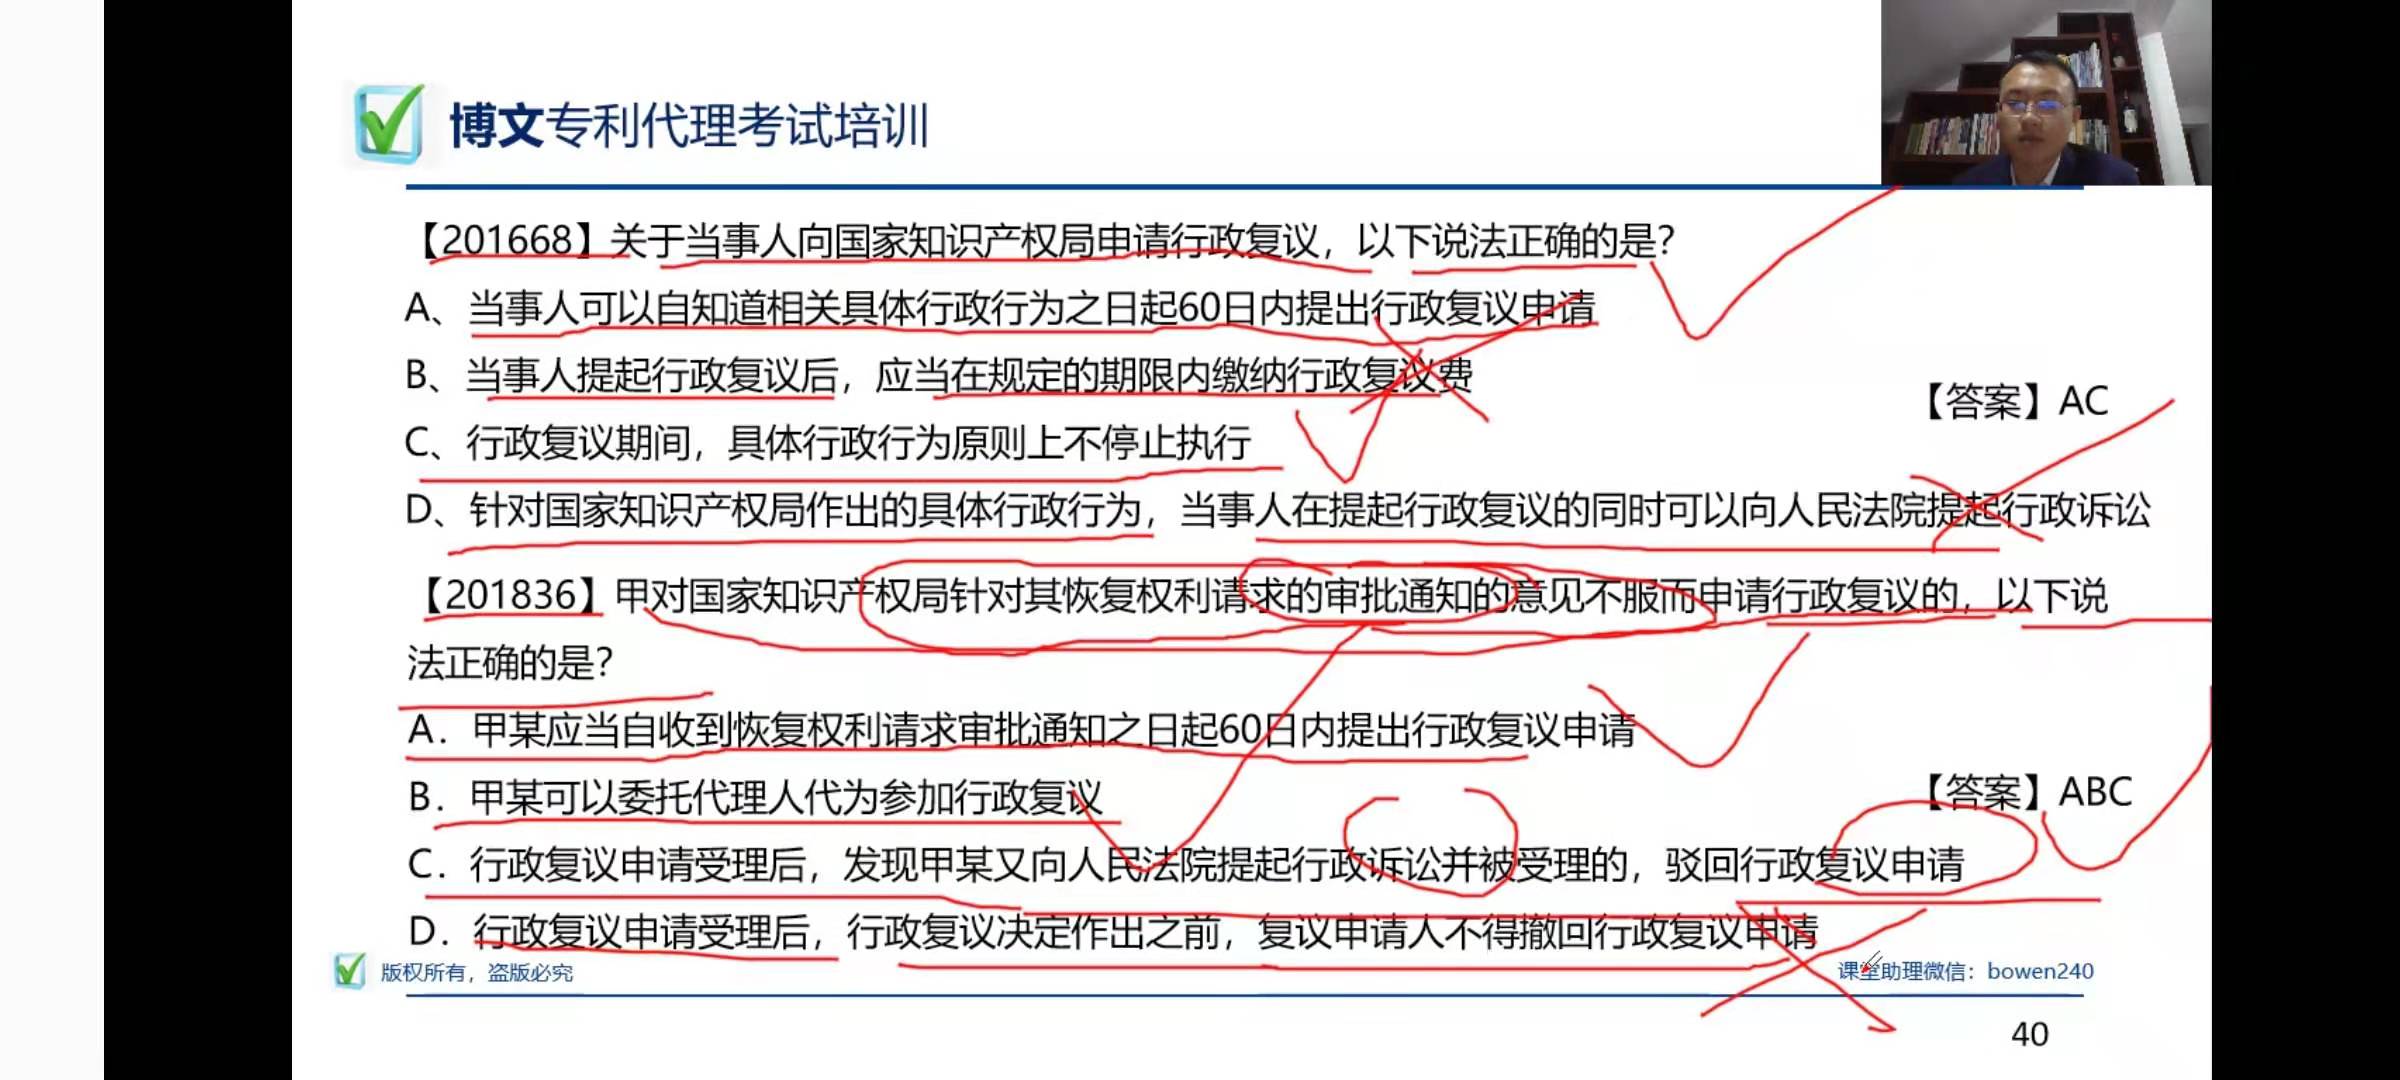 博文专利代理考试培训
【201668】关于当事人向国家知识产权局申请行政复议，以下说法正确的是？
A、当事人可以自知道相关具体行政行为之日起60日内提出行政复议申请
B、当事人提起行政复议后，应当在规定的期限内缴纳行政复议费
【答案】AC
C、行政复议期间，具体行政行为原则上不停止执行
D、针对国家知识产权局作出的具体行政行为，当事人在提起行政复议的同时可以向人民法院提起行政诉讼
【201836】甲对国家知识产权局针对其恢复权利请求的审批通知的意见不服而申请行政复议的，以下说
法正确的是？
A．甲某应当自收到恢复权利请求审批通知之日起60日内提出行政复议申请
B．甲某可以委托代理人代为参加行政复议
【答案】ABC
C．行政复议申请受理后，发现甲某又向人民法院提起行政诉讼并被受理的，驳回行政复议申请
D．行政复议申请受理后，行政复议决定作出之前，复议申请人不得撤回行政复议申请
版权所有，盗版必究
课堂助理微信：bowen240
40